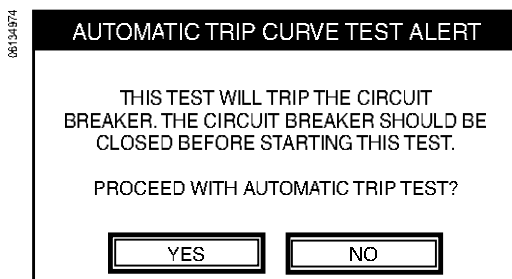 06134974
AUTOMATIC TRIP CURVE TEST ALERT
THIS TEST WILL TRIP THE CIRCUIT
BREAKER. THE CIRCUIT BREAKER SHOULD BE
CLOSED BEFORE STARTING THIS TEST.
PROCEED WITH AUTOMATIC TRIP TEST?
YES
NO